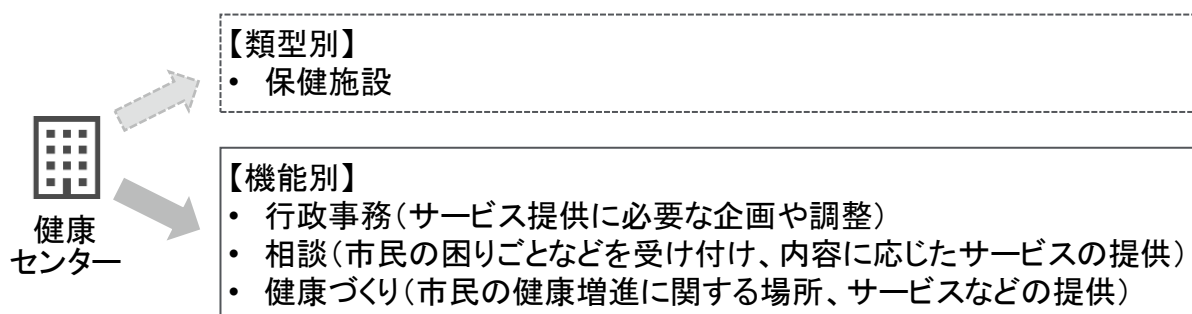 【類型別】
• 保健施設
健康
センター
【機能別】
• 行政事務(サービス提供に必要な企画や調整)
• 相談(市民の困りごとなどを受け付け、内容に応じたサービスの提供)
• 健康づくり(市民の健康増進に関する場所、サービスなどの提供)